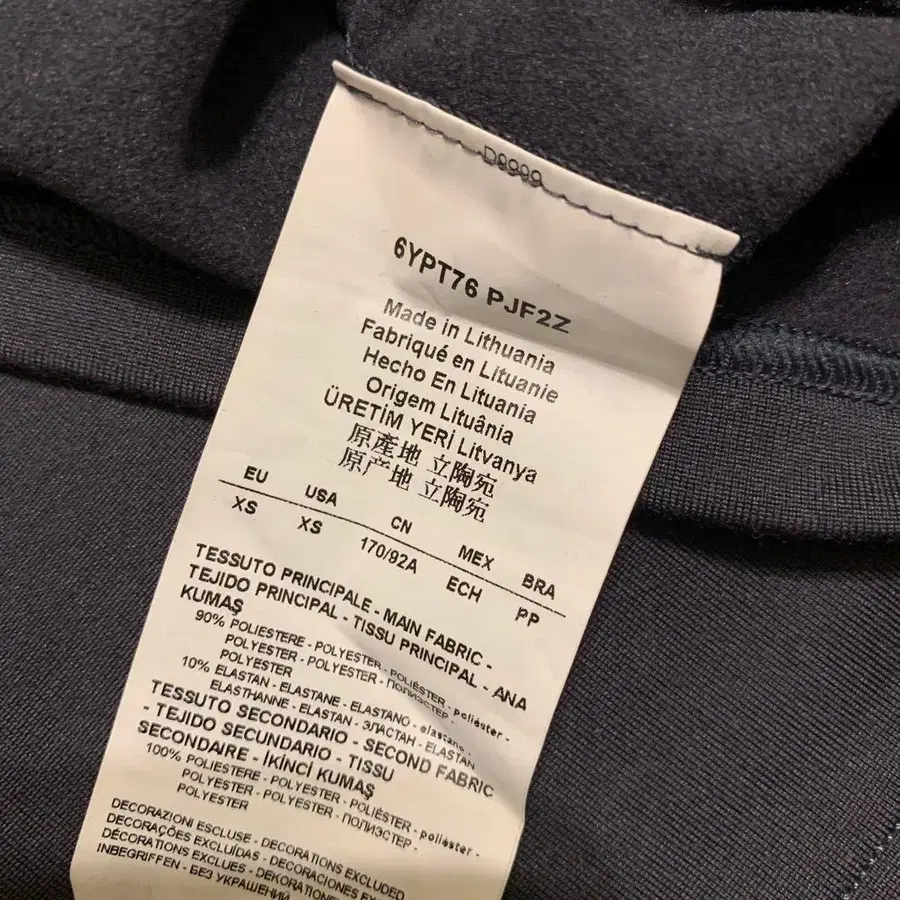 D9999
6YPT76 PJF2Z
Made in Lithuania
Fabriqué en Lituanie
Hecho En Lituania
Origem Lituânia
ÜRETİM YERİ Litvanya
原產地 立陶宛
原产地 立陶宛
EU USA CN MEX BRA
XS XS 170/92A ECH PP
TESSUTO PRINCIPALE - MAIN FABRIC -
TEJIDO PRINCIPAL - TISSU PRINCIPAL - ANA
KUMAŞ
90% POLIESTERE - POLYESTER - POLIÉSTER - poliéster -
POLYESTER - POLYESTER - ПОЛИЭСТЕР -
POLYESTER
10% ELASTAN - ELASTANE - ELASTANO - elastano -
ELASTHANNE - ELASTAN - ЭЛАСТАН - ELASTAN
TESSUTO SECONDARIO - SECOND FABRIC
- TEJIDO SECUNDARIO - TISSU
SECONDAIRE - İKİNCİ KUMAŞ
100% POLIESTERE - POLYESTER - POLIÉSTER - poliéster -
POLYESTER - POLYESTER - ПОЛИЭСТЕР -
POLYESTER
DECORAZIONI ESCLUSE - DECORATIONS EXCLUDED
DECORAÇÕES EXCLUÍDAS - DECORACIONES
DÉCORATIONS EXCLUES - DEKORATIONEN
INBEGRIFFEN - БЕЗ УКРАШЕНИЙ